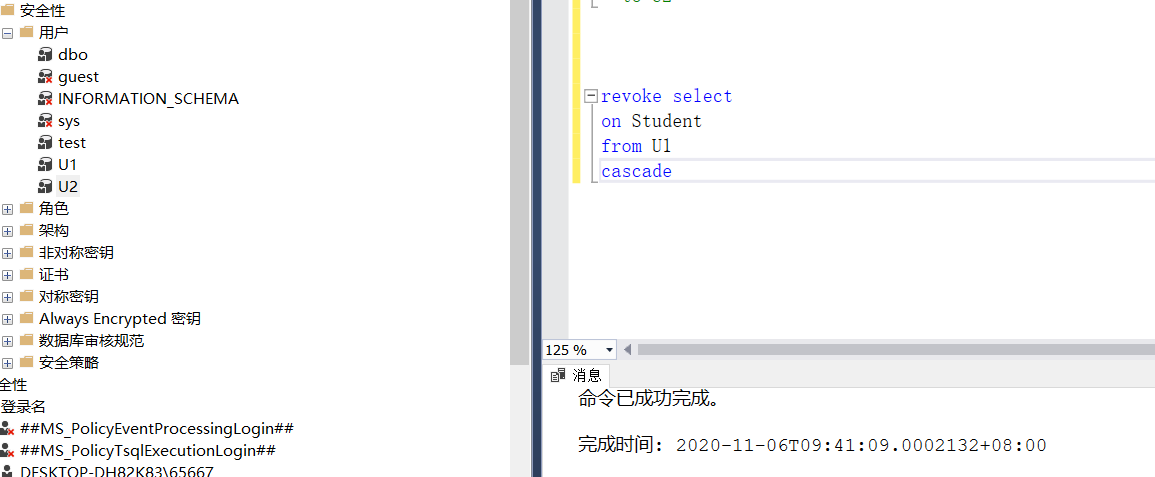 安全性
用户
dbo
guest
INFORMATION_SCHEMA
sys
test
U1
U2
角色
架构
非对称密钥
证书
对称密钥
Always Encrypted 密钥
数据库审核规范
安全策略
全性
登录名
##MS_PolicyEventProcessingLogin##
##MS_PolicyTsqlExecutionLogin##
DESKTOP-DH82K83\65667
revoke select
on Student
from U1
cascade
125 %
消息
命令已成功完成。
完成时间: 2020-11-06T09:41:09.0002132+08:00